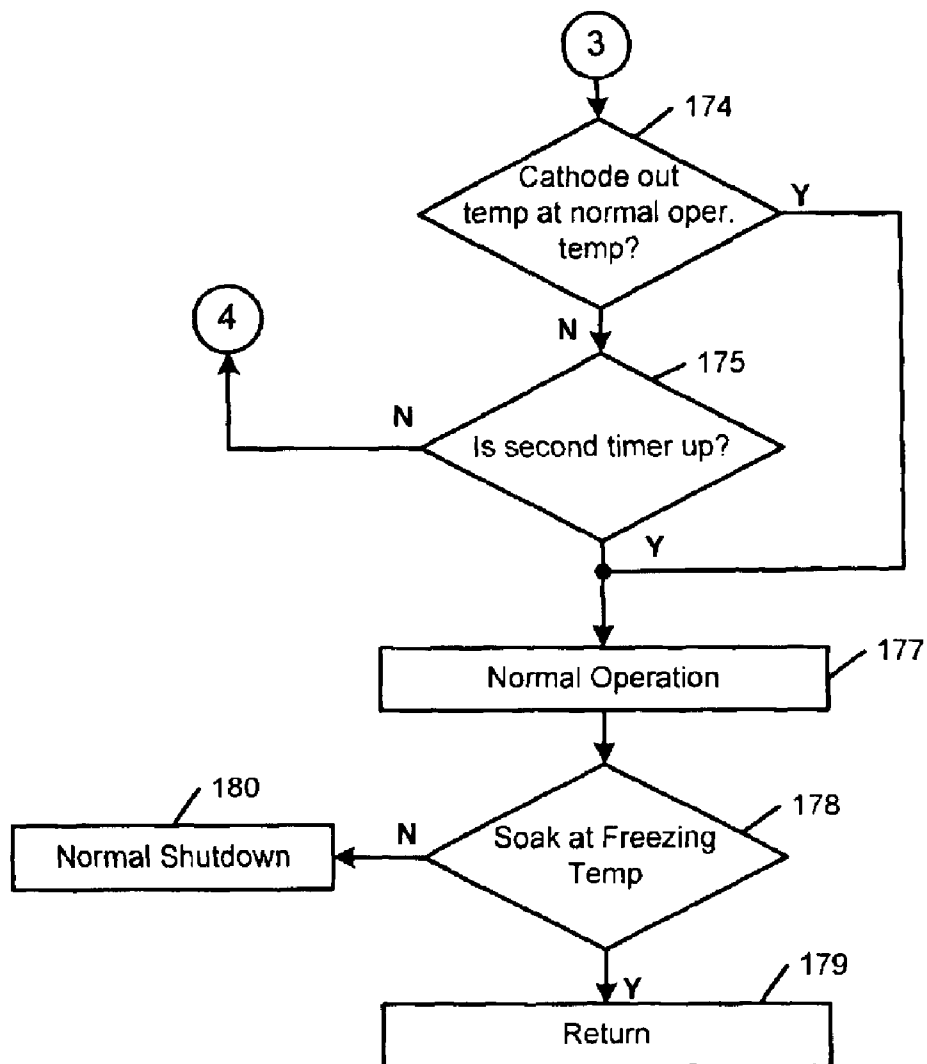 3
174
Cathode out
temp at normal oper.
temp?
Y
N
4
175
N
Is second timer up?
Y
177
Normal Operation
180
178
Normal Shutdown
N
Soak at Freezing
Temp
179
Y
Return